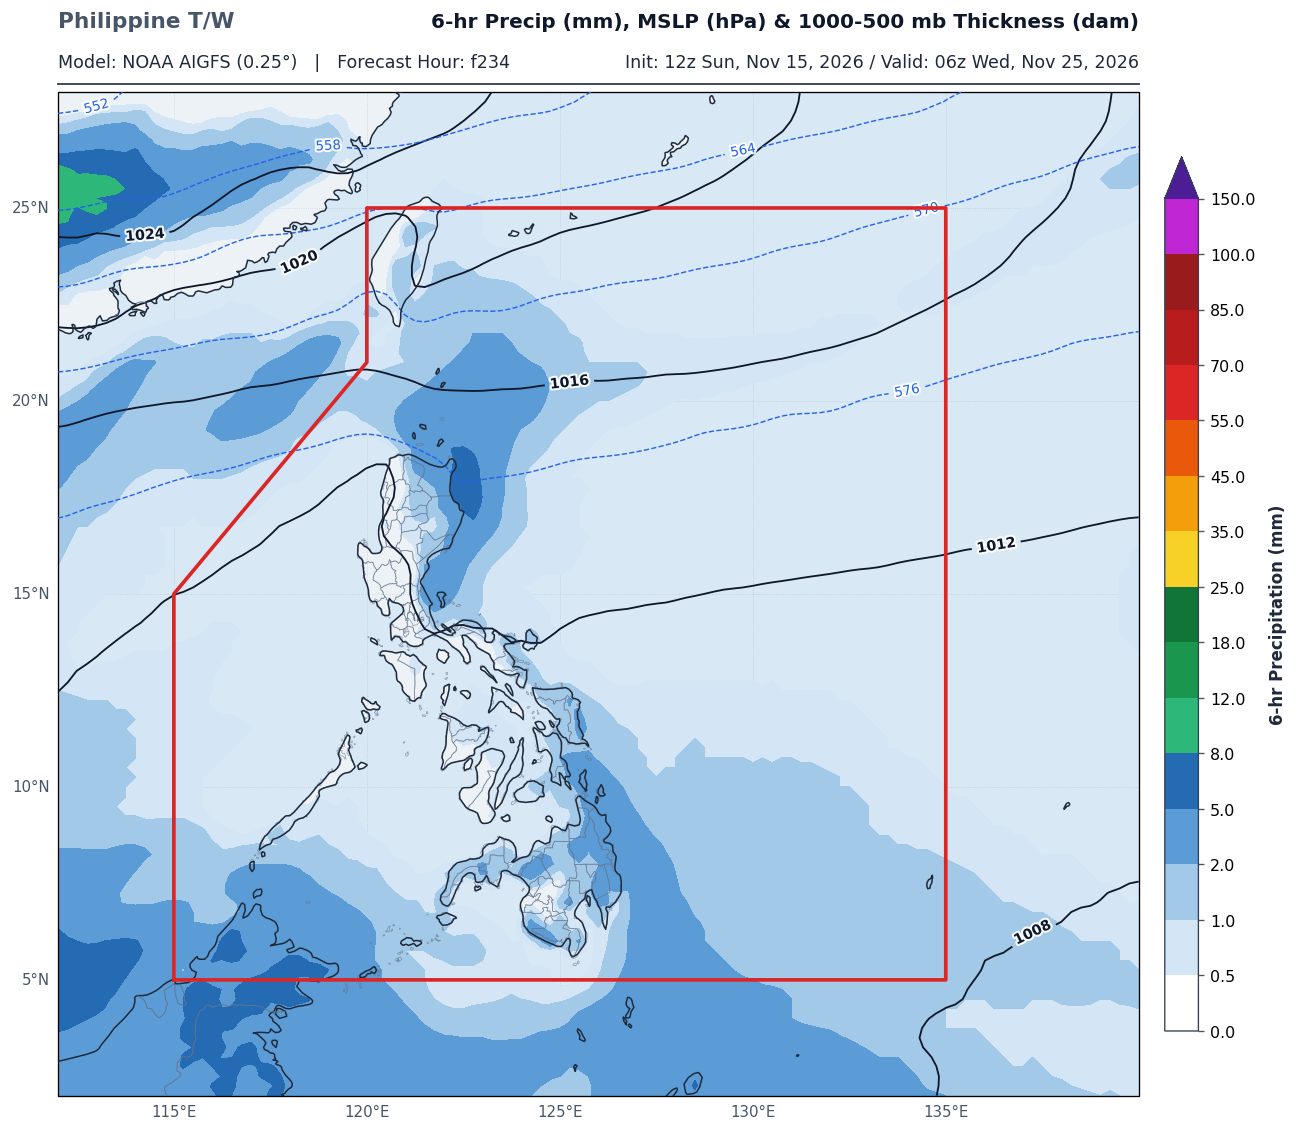 Philippine T/W
6-hr Precip (mm), MSLP (hPa) & 1000-500 mb Thickness (dam)
Model: NOAA AIGFS (0.25°)   |   Forecast Hour: f234
Init: 12z Sun, Nov 15, 2026 / Valid: 06z Wed, Nov 25, 2026
552
558
564
570
576
1024
1020
1016
1012
1008
25°N
20°N
15°N
10°N
5°N
115°E
120°E
125°E
130°E
135°E
150.0
100.0
85.0
70.0
55.0
45.0
35.0
25.0
18.0
12.0
8.0
5.0
2.0
1.0
0.5
0.0
6-hr Precipitation (mm)